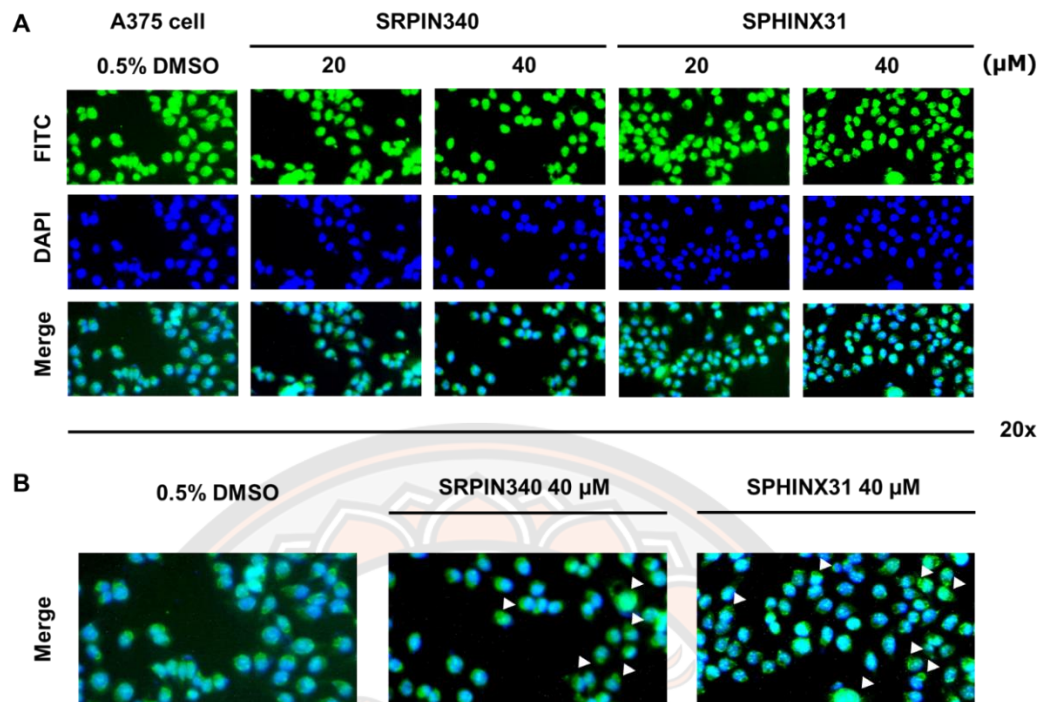 A A375 cell SRPIN340 SPHINX31
0.5% DMSO 20 40 20 40 (µM)
FITC
DAPI
Merge
20x
B 0.5% DMSO SRPIN340 40 µM SPHINX31 40 µM
Merge